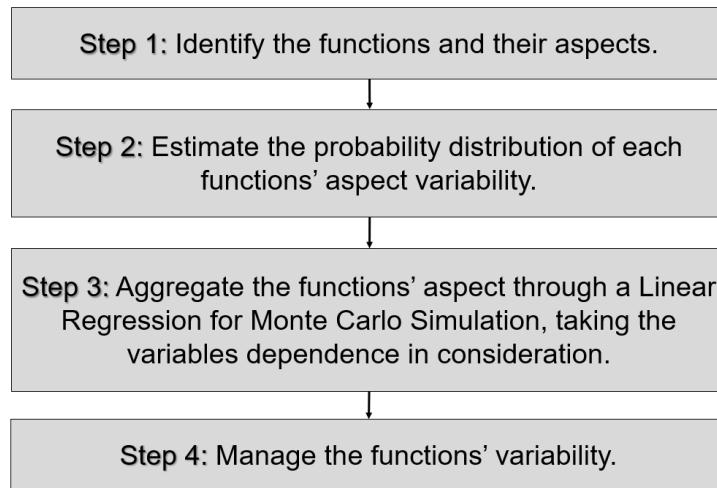 Step 1: Identify the functions and their aspects.
Step 2: Estimate the probability distribution of each
functions’ aspect variability.
Step 3: Aggregate the functions’ aspect through a Linear
Regression for Monte Carlo Simulation, taking the
variables dependence in consideration.
Step 4: Manage the functions’ variability.